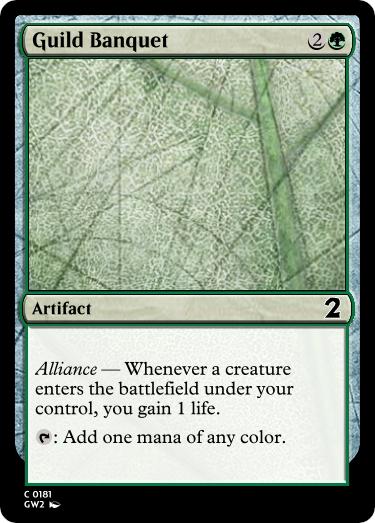 Guild Banquet 2
Artifact 2
Alliance — Whenever a creature
enters the battlefield under your
control, you gain 1 life.
: Add one mana of any color.
C 0181
GW2